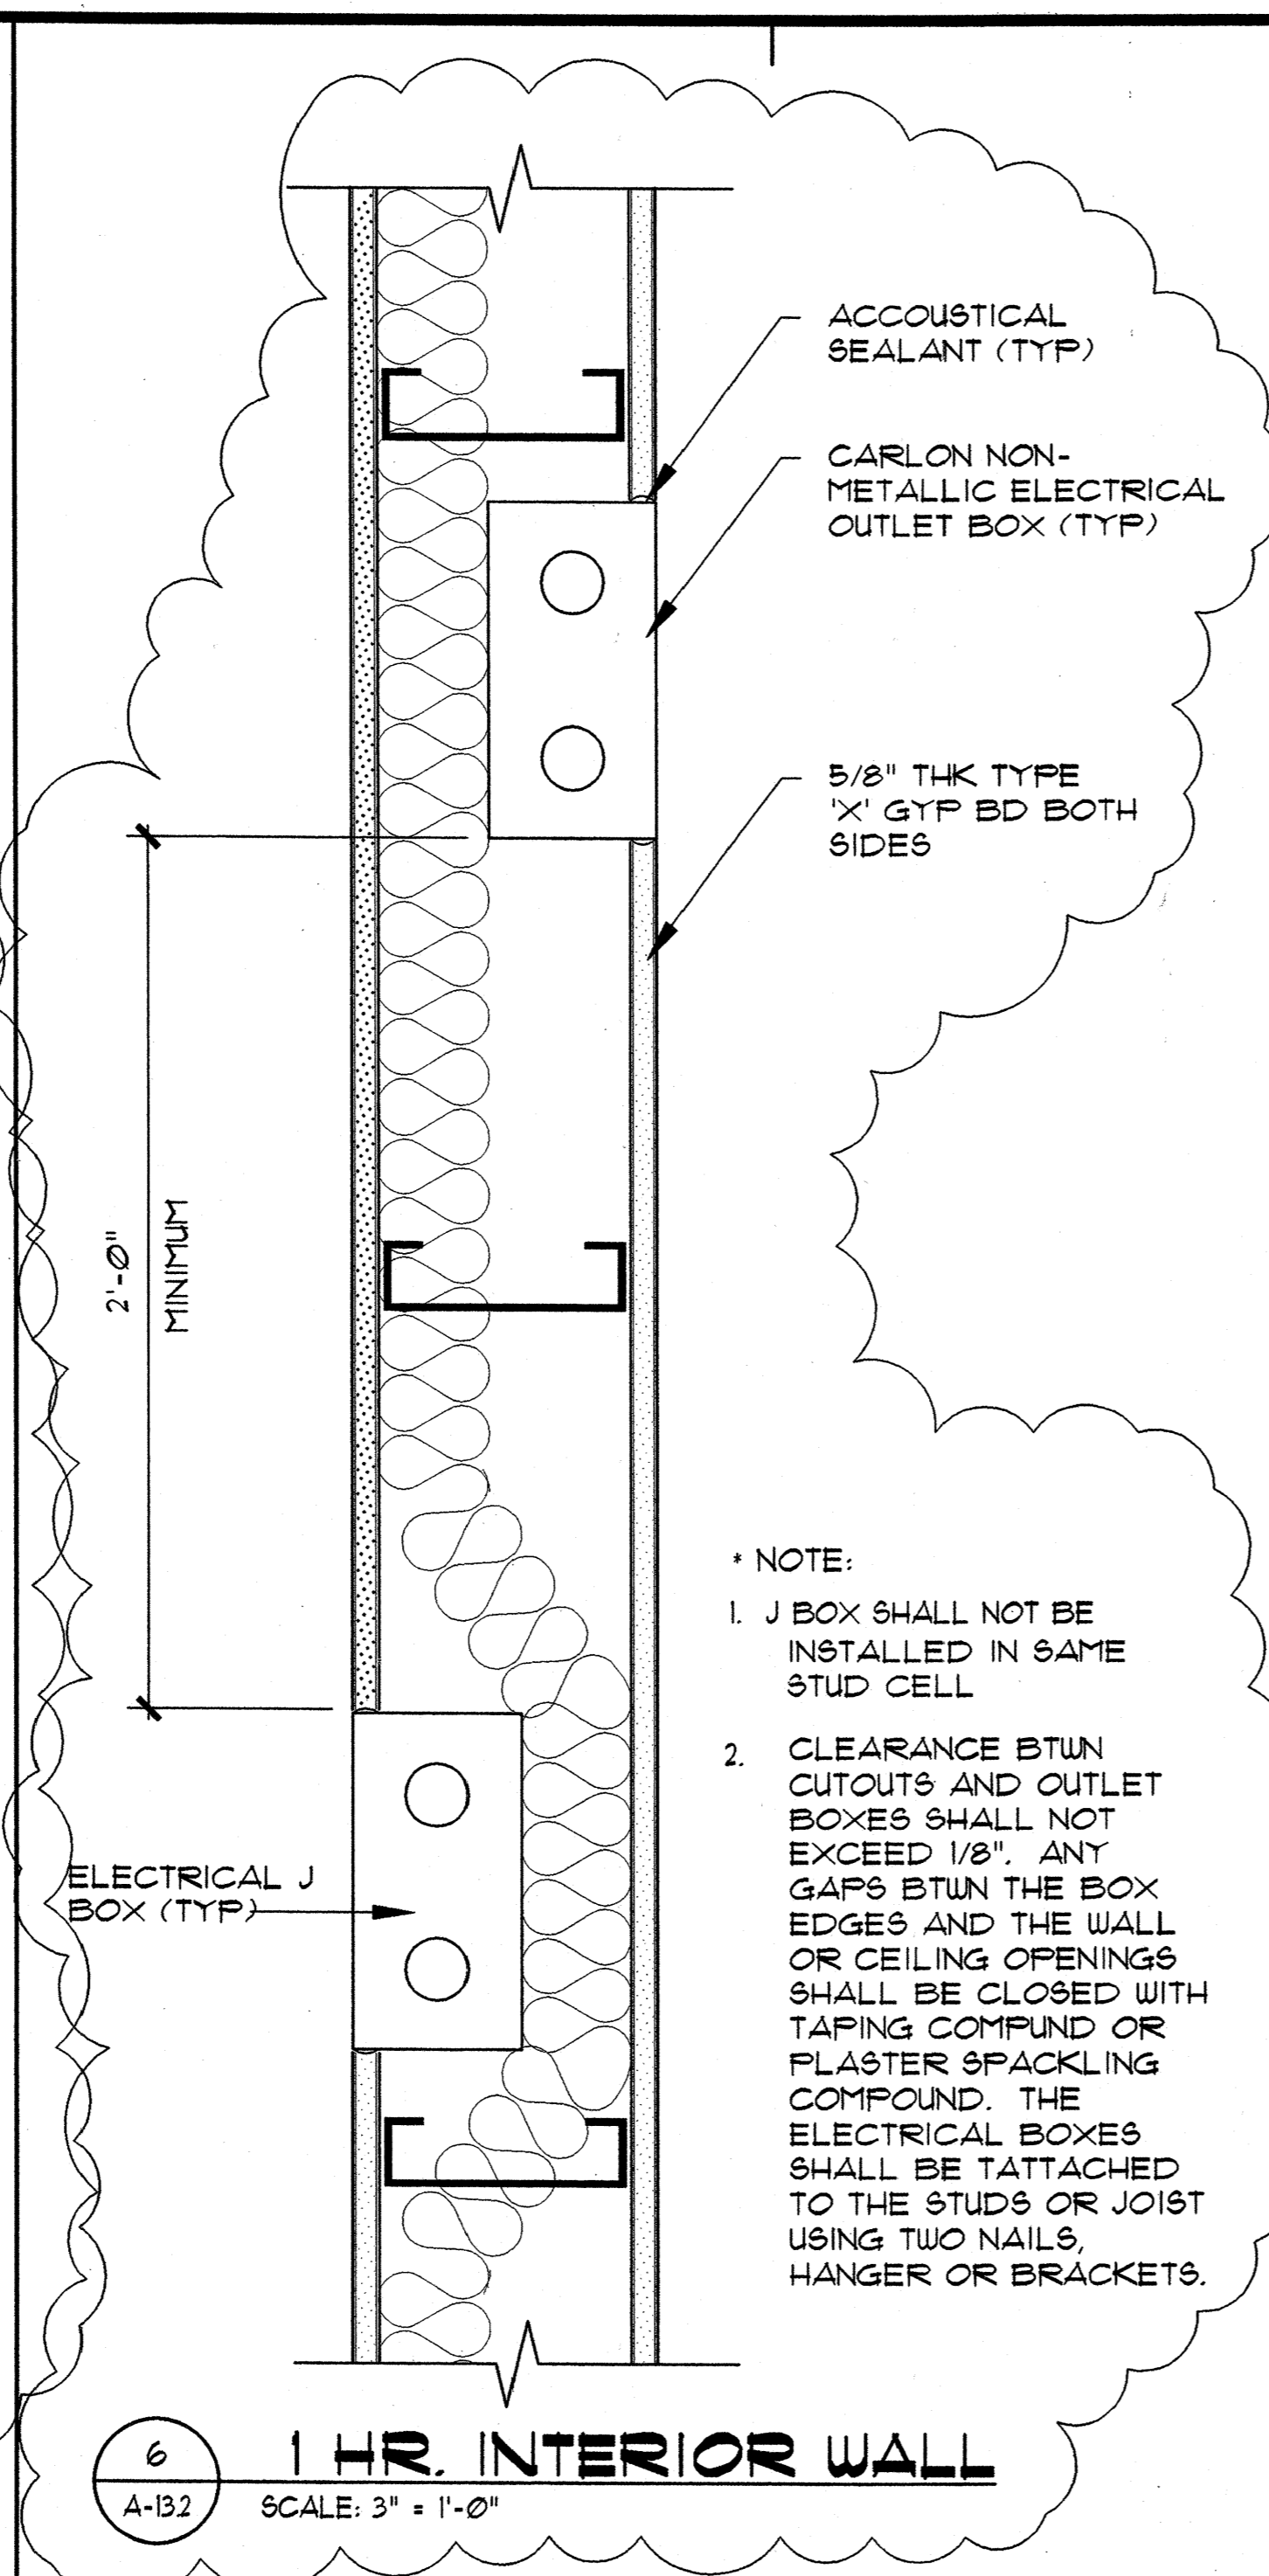 ACCOUSTICAL
SEALANT (TYP)
CARLON NON-
METALLIC ELECTRICAL
OUTLET BOX (TYP)
5/8" THK TYPE
'X' GYP BD BOTH
SIDES
2'-0"
MINIMUM
* NOTE:
1. J BOX SHALL NOT BE
INSTALLED IN SAME
STUD CELL
2. CLEARANCE BTWN
CUTOUTS AND OUTLET
BOXES SHALL NOT
EXCEED 1/8". ANY
GAPS BTWN THE BOX
EDGES AND THE WALL
OR CEILING OPENINGS
SHALL BE CLOSED WITH
TAPING COMPUND OR
PLASTER SPACKLING
COMPOUND. THE
ELECTRICAL BOXES
SHALL BE TATTACHED
TO THE STUDS OR JOIST
USING TWO NAILS,
HANGER OR BRACKETS.
ELECTRICAL J
BOX (TYP)
6
A-13.2
1 HR. INTERIOR WALL
SCALE: 3" = 1'-0"